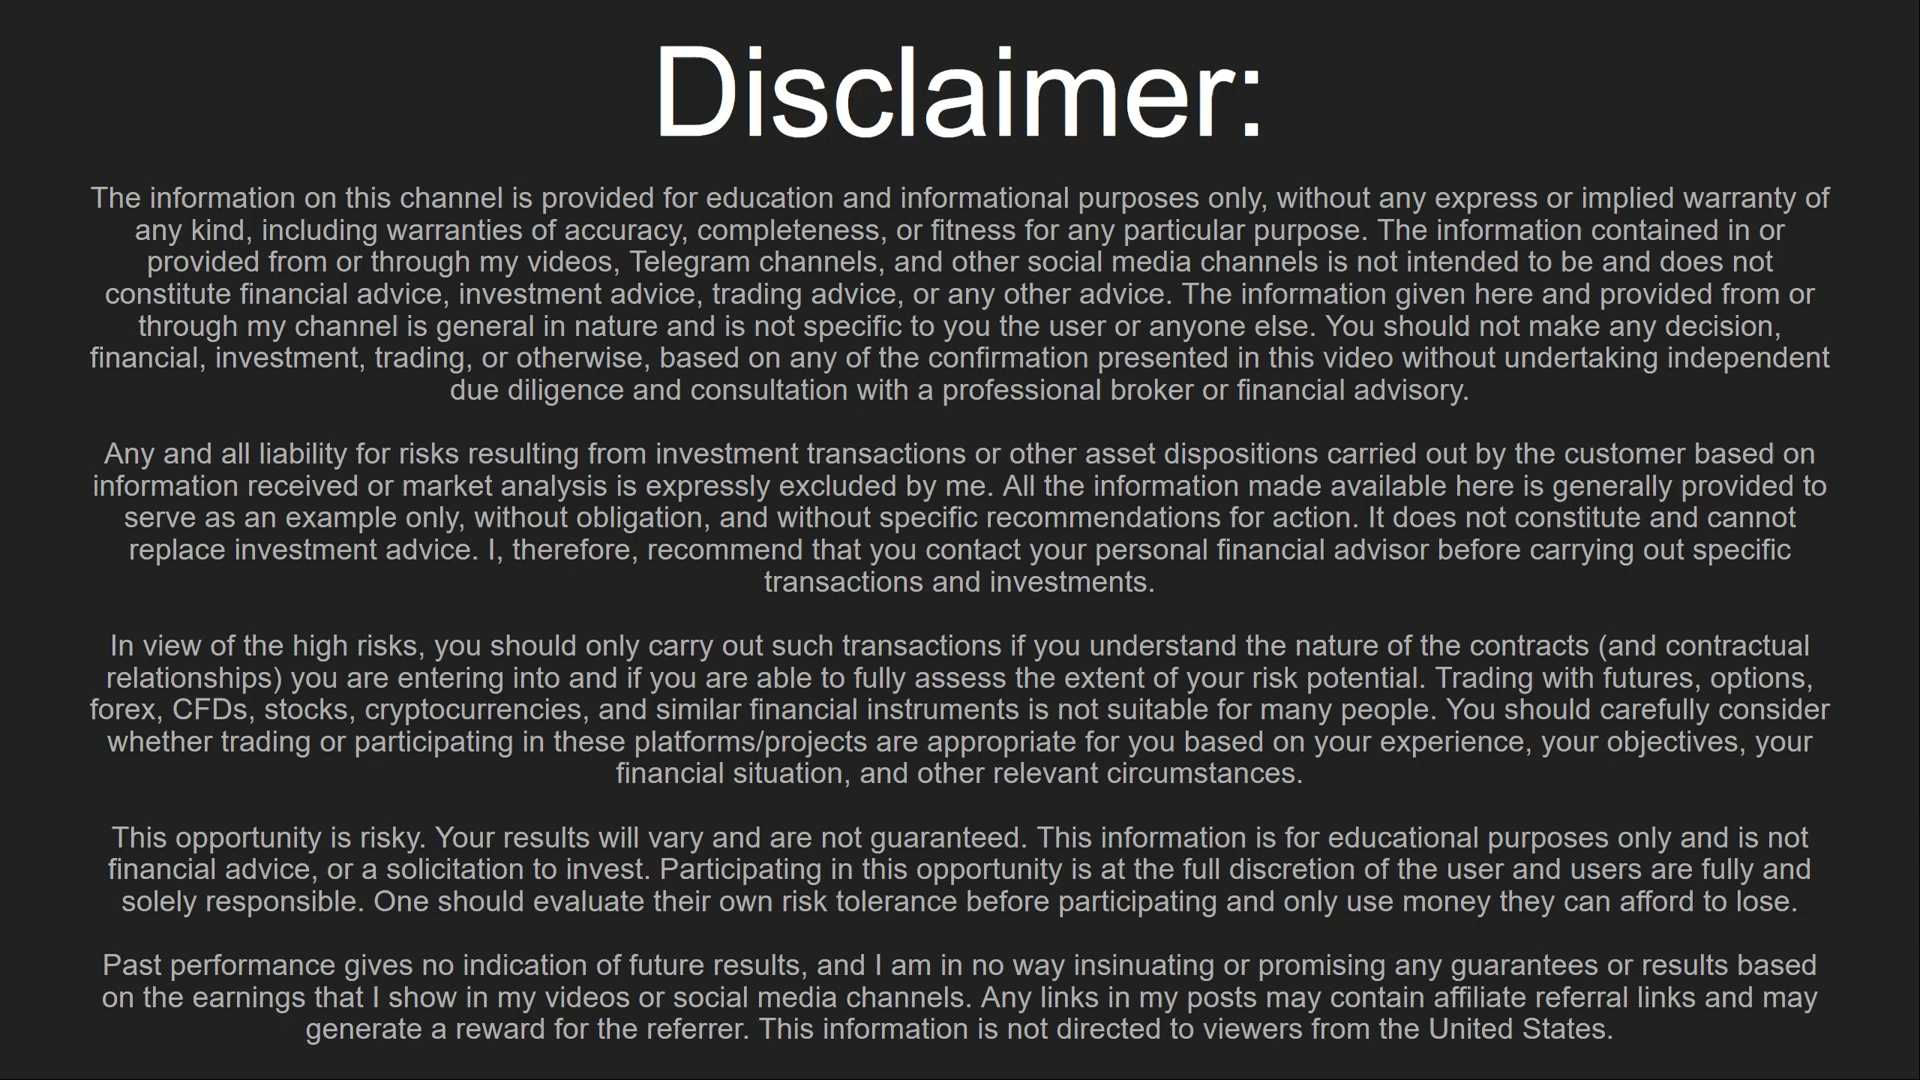 Disclaimer:
The information on this channel is provided for education and informational purposes only, without any express or implied warranty of
any kind, including warranties of accuracy, completeness, or fitness for any particular purpose. The information contained in or
provided from or through my videos, Telegram channels, and other social media channels is not intended to be and does not
constitute financial advice, investment advice, trading advice, or any other advice. The information given here and provided from or
through my channel is general in nature and is not specific to you the user or anyone else. You should not make any decision,
financial, investment, trading, or otherwise, based on any of the confirmation presented in this video without undertaking independent
due diligence and consultation with a professional broker or financial advisory.
Any and all liability for risks resulting from investment transactions or other asset dispositions carried out by the customer based on
information received or market analysis is expressly excluded by me. All the information made available here is generally provided to
serve as an example only, without obligation, and without specific recommendations for action. It does not constitute and cannot
replace investment advice. I, therefore, recommend that you contact your personal financial advisor before carrying out specific
transactions and investments.
In view of the high risks, you should only carry out such transactions if you understand the nature of the contracts (and contractual
relationships) you are entering into and if you are able to fully assess the extent of your risk potential. Trading with futures, options,
forex, CFDs, stocks, cryptocurrencies, and similar financial instruments is not suitable for many people. You should carefully consider
whether trading or participating in these platforms/projects are appropriate for you based on your experience, your objectives, your
financial situation, and other relevant circumstances.
This opportunity is risky. Your results will vary and are not guaranteed. This information is for educational purposes only and is not
financial advice, or a solicitation to invest. Participating in this opportunity is at the full discretion of the user and users are fully and
solely responsible. One should evaluate their own risk tolerance before participating and only use money they can afford to lose.
Past performance gives no indication of future results, and I am in no way insinuating or promising any guarantees or results based
on the earnings that I show in my videos or social media channels. Any links in my posts may contain affiliate referral links and may
generate a reward for the referrer. This information is not directed to viewers from the United States.